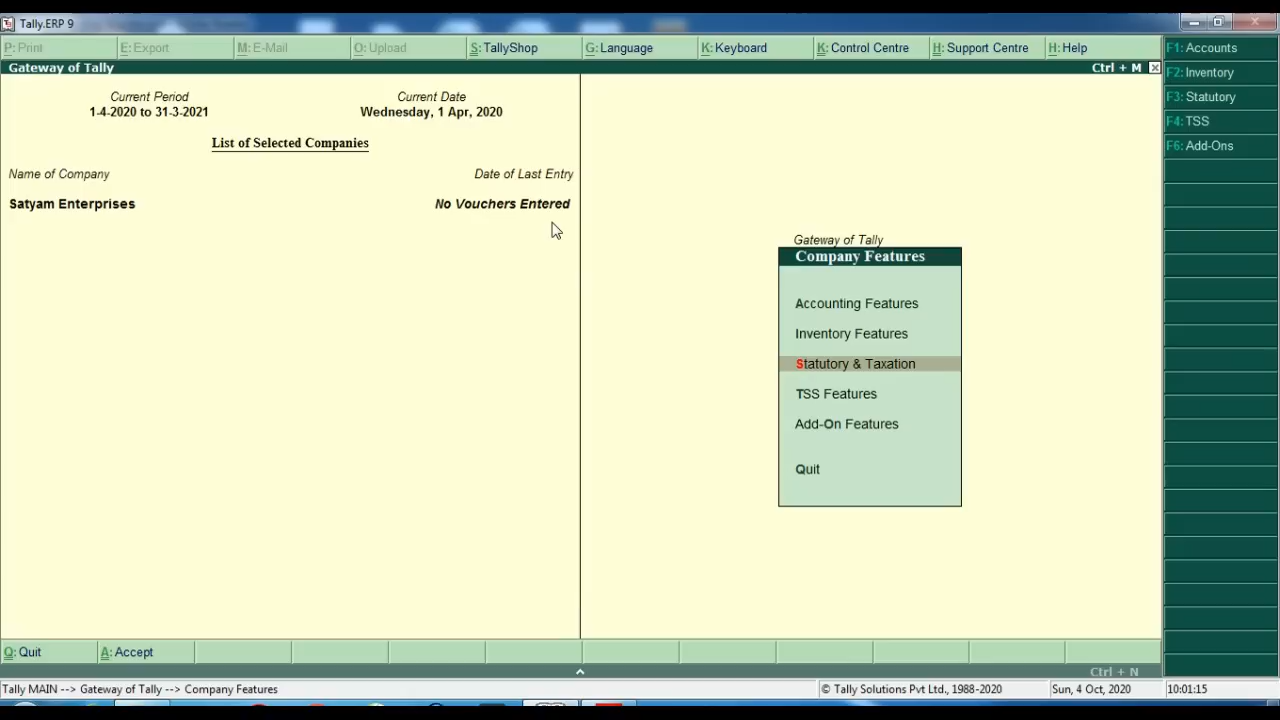 Tally.ERP 9
P: Print E: Export M: E-Mail O: Upload S: TallyShop G: Language K: Keyboard K: Control Centre H: Support Centre H: Help
Gateway of Tally Ctrl + M
Current Period Current Date
1-4-2020 to 31-3-2021 Wednesday, 1 Apr, 2020
List of Selected Companies
Name of Company Date of Last Entry
Satyam Enterprises No Vouchers Entered
Gateway of Tally
Company Features
Accounting Features
Inventory Features
Statutory & Taxation
TSS Features
Add-On Features
Quit
F1: Accounts
F2: Inventory
F3: Statutory
F4: TSS
F6: Add-Ons
Q: Quit A: Accept
Ctrl + N
Tally MAIN --> Gateway of Tally --> Company Features © Tally Solutions Pvt Ltd., 1988-2020 Sun, 4 Oct, 2020 10:01:15